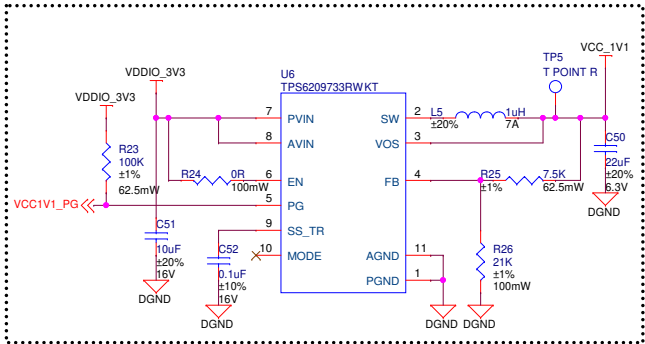 VCC_1V1
TP5
T POINT R
U6
TPS6209733RWKT
VDDIO_3V3
VDDIO_3V3
7 PVIN
8 AVIN
6 EN
5 PG
9 SS_TR
10 MODE
SW 2
VOS 3
FB 4
AGND 11
PGND 1
L5 1uH
±20% 7A
C50
22uF
±20%
6.3V
DGND
R23
100K
±1%
62.5mW
R24 0R
100mW
R25 7.5K
±1% 62.5mW
VCC1V1_PG
C51
10uF
±20%
16V
DGND
C52
0.1uF
±10%
16V
DGND
R26
21K
±1%
100mW
DGND DGND